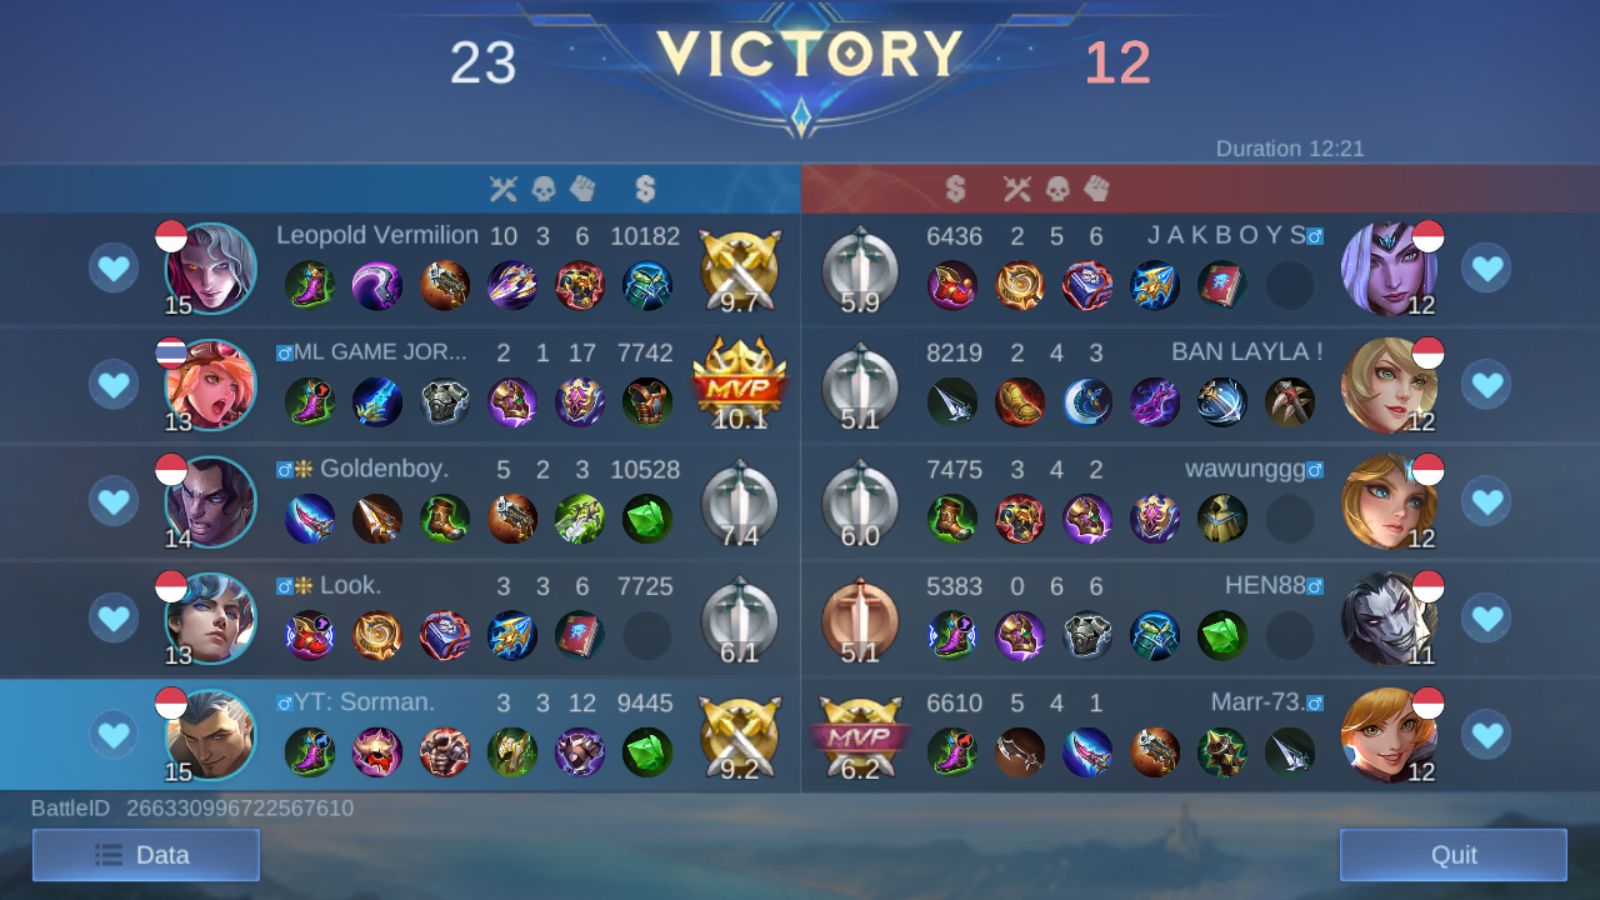 23 VICTORY 12
Duration 12:21
Leopold Vermilion 10 3 6 10182
15 9.7
5.9 6436 2 5 6 J A K B O Y S
12
ML GAME JOR... 2 1 17 7742
13 MVP 10.1
5.1 8219 2 4 3 BAN LAYLA !
12
Goldenboy. 5 2 3 10528
14 7.4
6.0 7475 3 4 2 wawunggg
12
Look. 3 3 6 7725
13 6.1
5.1 5383 0 6 6 HEN88
11
YT: Sorman. 3 3 12 9445
15 9.2
MVP 6.2 6610 5 4 1 Marr-73.
12
BattleID 266330996722567610
Data
Quit